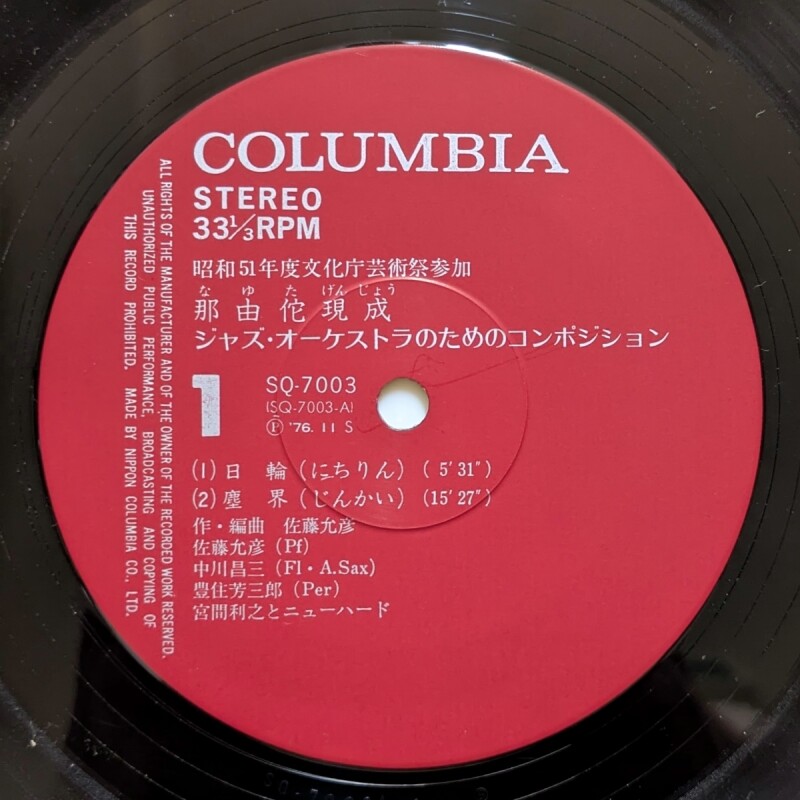 COLUMBIA
STEREO
33⅓RPM
昭和51年度文化庁芸術祭参加
なゆた げんじょう
那由佗現成
ジャズ・オーケストラのためのコンポジション
1
SQ-7003
(SQ-7003-A)
Ⓟ '76. 11 S
(1) 日 輪 (にちりん) ( 5'31")
(2) 塵 界 (じんかい) (15'27")
作・編曲 佐藤允彦
佐藤允彦 (Pf)
中川昌三 (Fl・A.Sax)
豊住芳三郎 (Per)
宮間利之とニューハード
ALL RIGHTS OF THE MANUFACTURER AND OF THE OWNER OF THE RECORDED WORK RESERVED.
UNAUTHORIZED PUBLIC PERFORMANCE, BROADCASTING AND COPYING OF
THIS RECORD PROHIBITED. MADE BY NIPPON COLUMBIA CO., LTD.